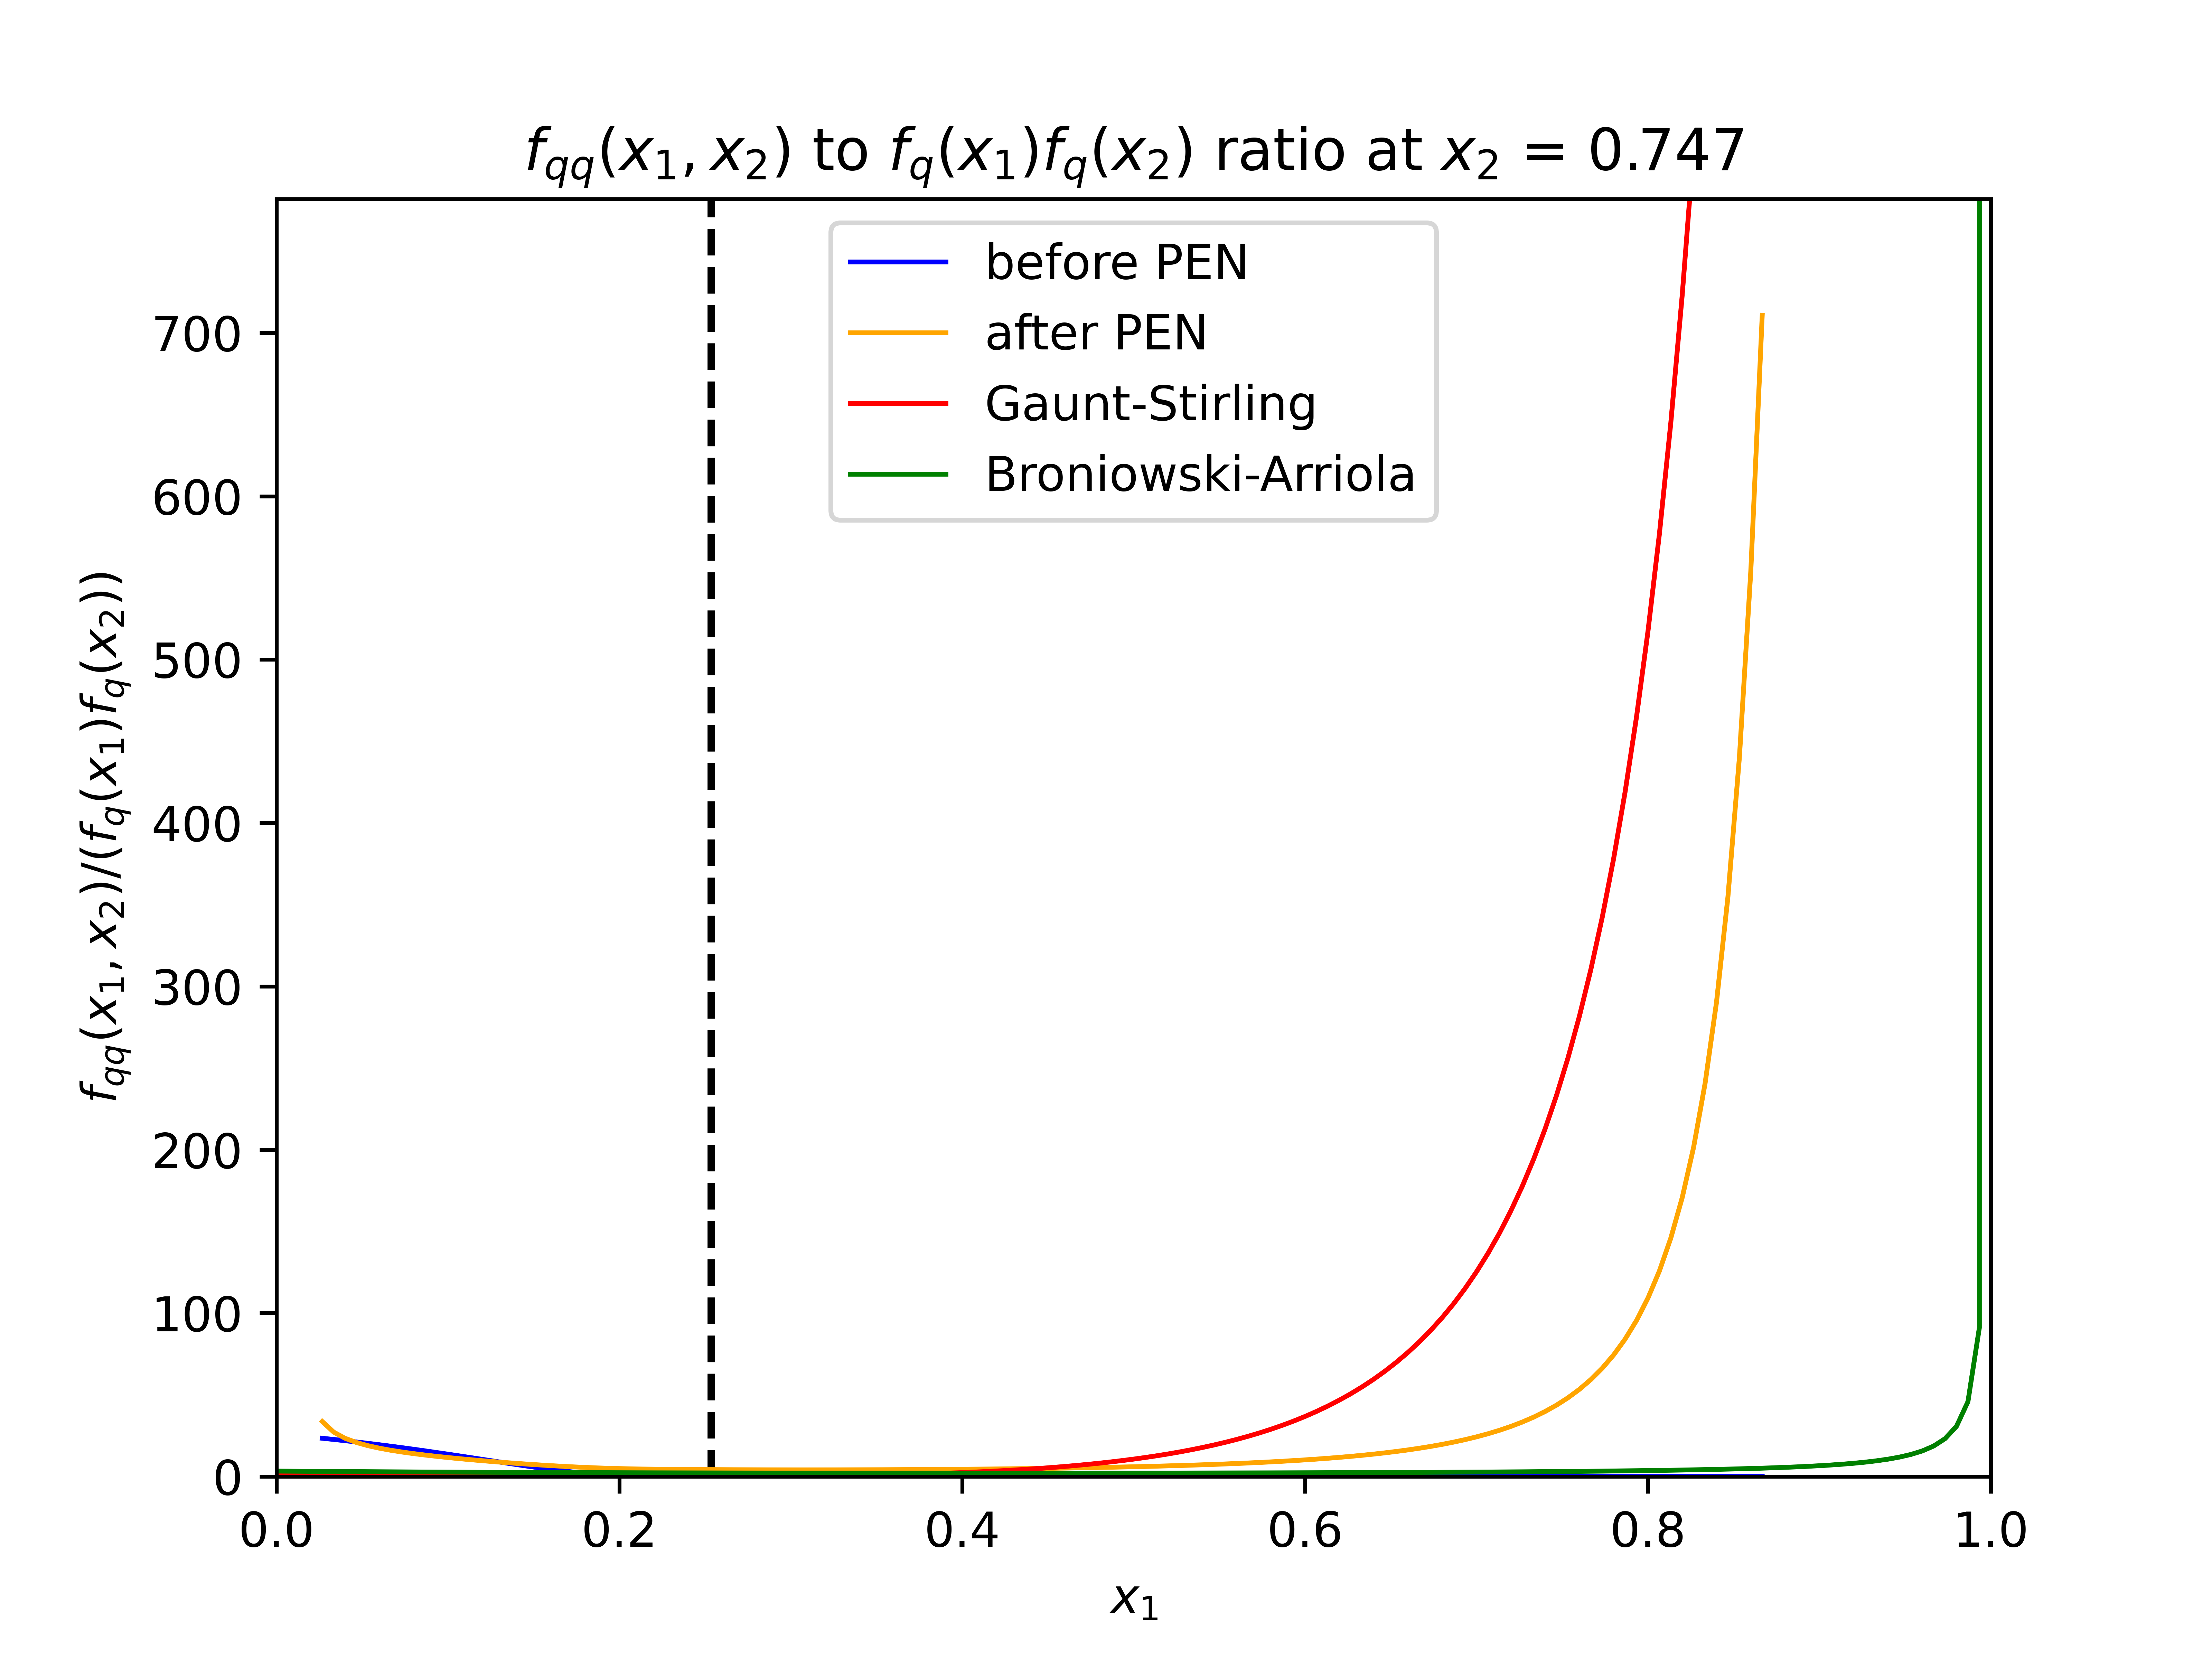 f_qq(x_1, x_2) to f_q(x_1)f_q(x_2) ratio at x_2 = 0.747
f_qq(x_1, x_2)/(f_q(x_1)f_q(x_2))
before PEN
after PEN
Gaunt-Stirling
Broniowski-Arriola
700
600
500
400
300
200
100
0
0.0 0.2 0.4 0.6 0.8 1.0
x_1